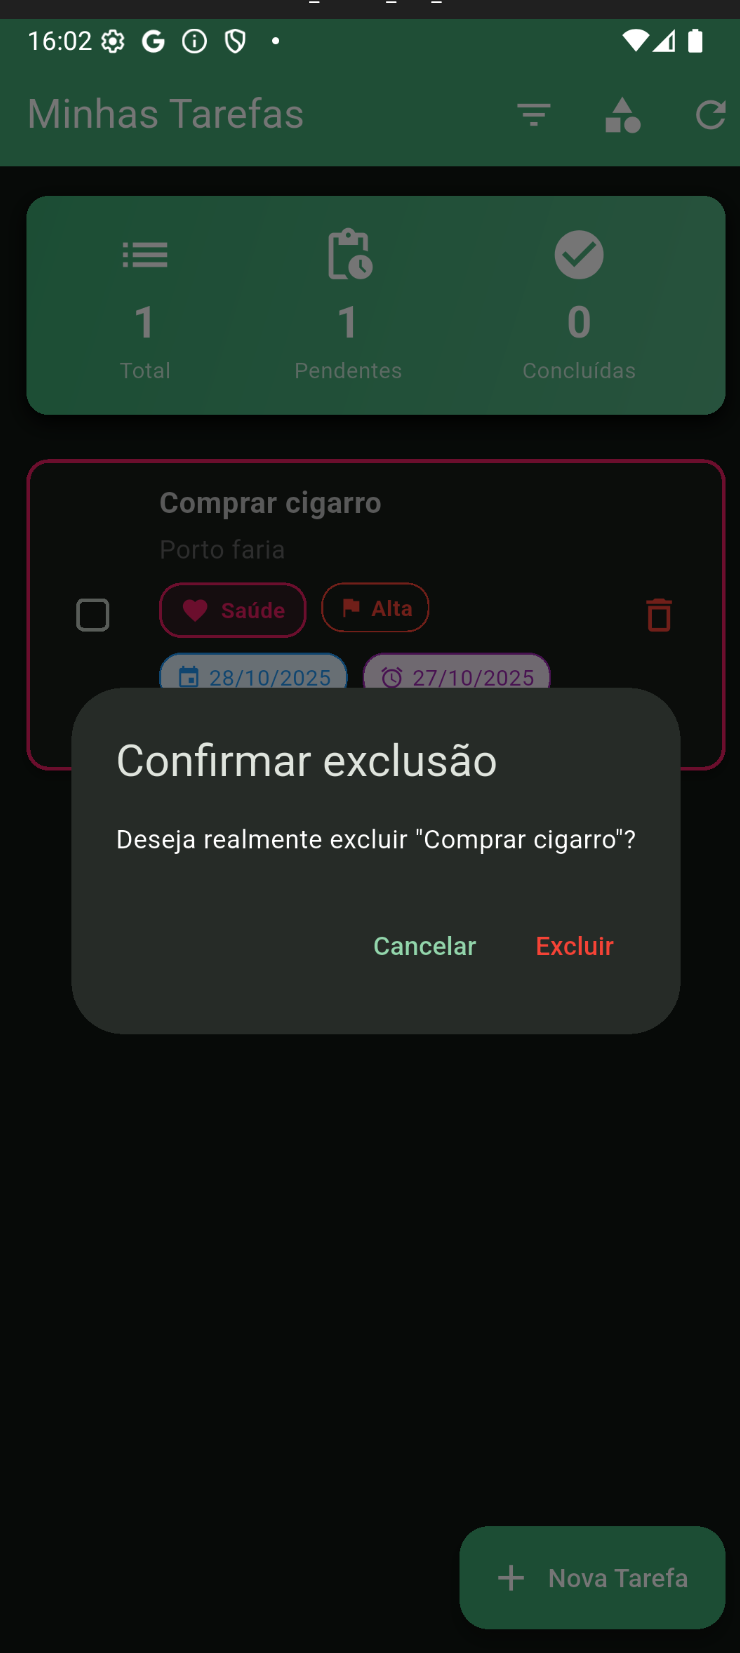 16:02
Minhas Tarefas
1 1 0
Total Pendentes Concluídas
Comprar cigarro
Porto faria
Saúde Alta
28/10/2025 27/10/2025
Confirmar exclusão
Deseja realmente excluir "Comprar cigarro"?
Cancelar Excluir
Nova Tarefa